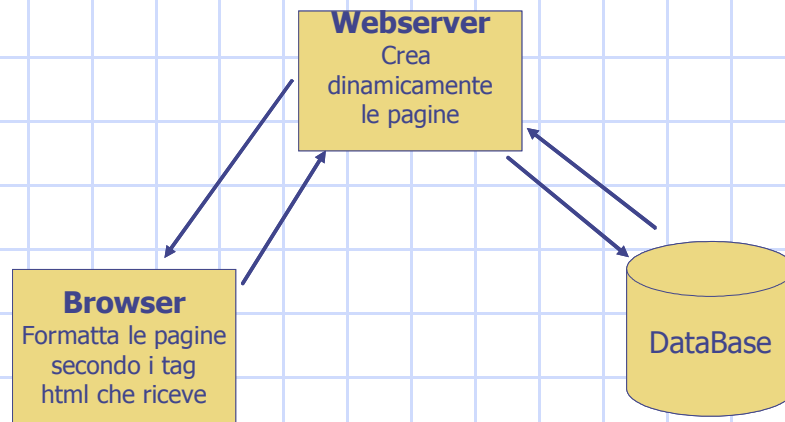 Webserver
Crea
dinamicamente
le pagine
Browser
Formatta le pagine
secondo i tag
html che riceve
DataBase